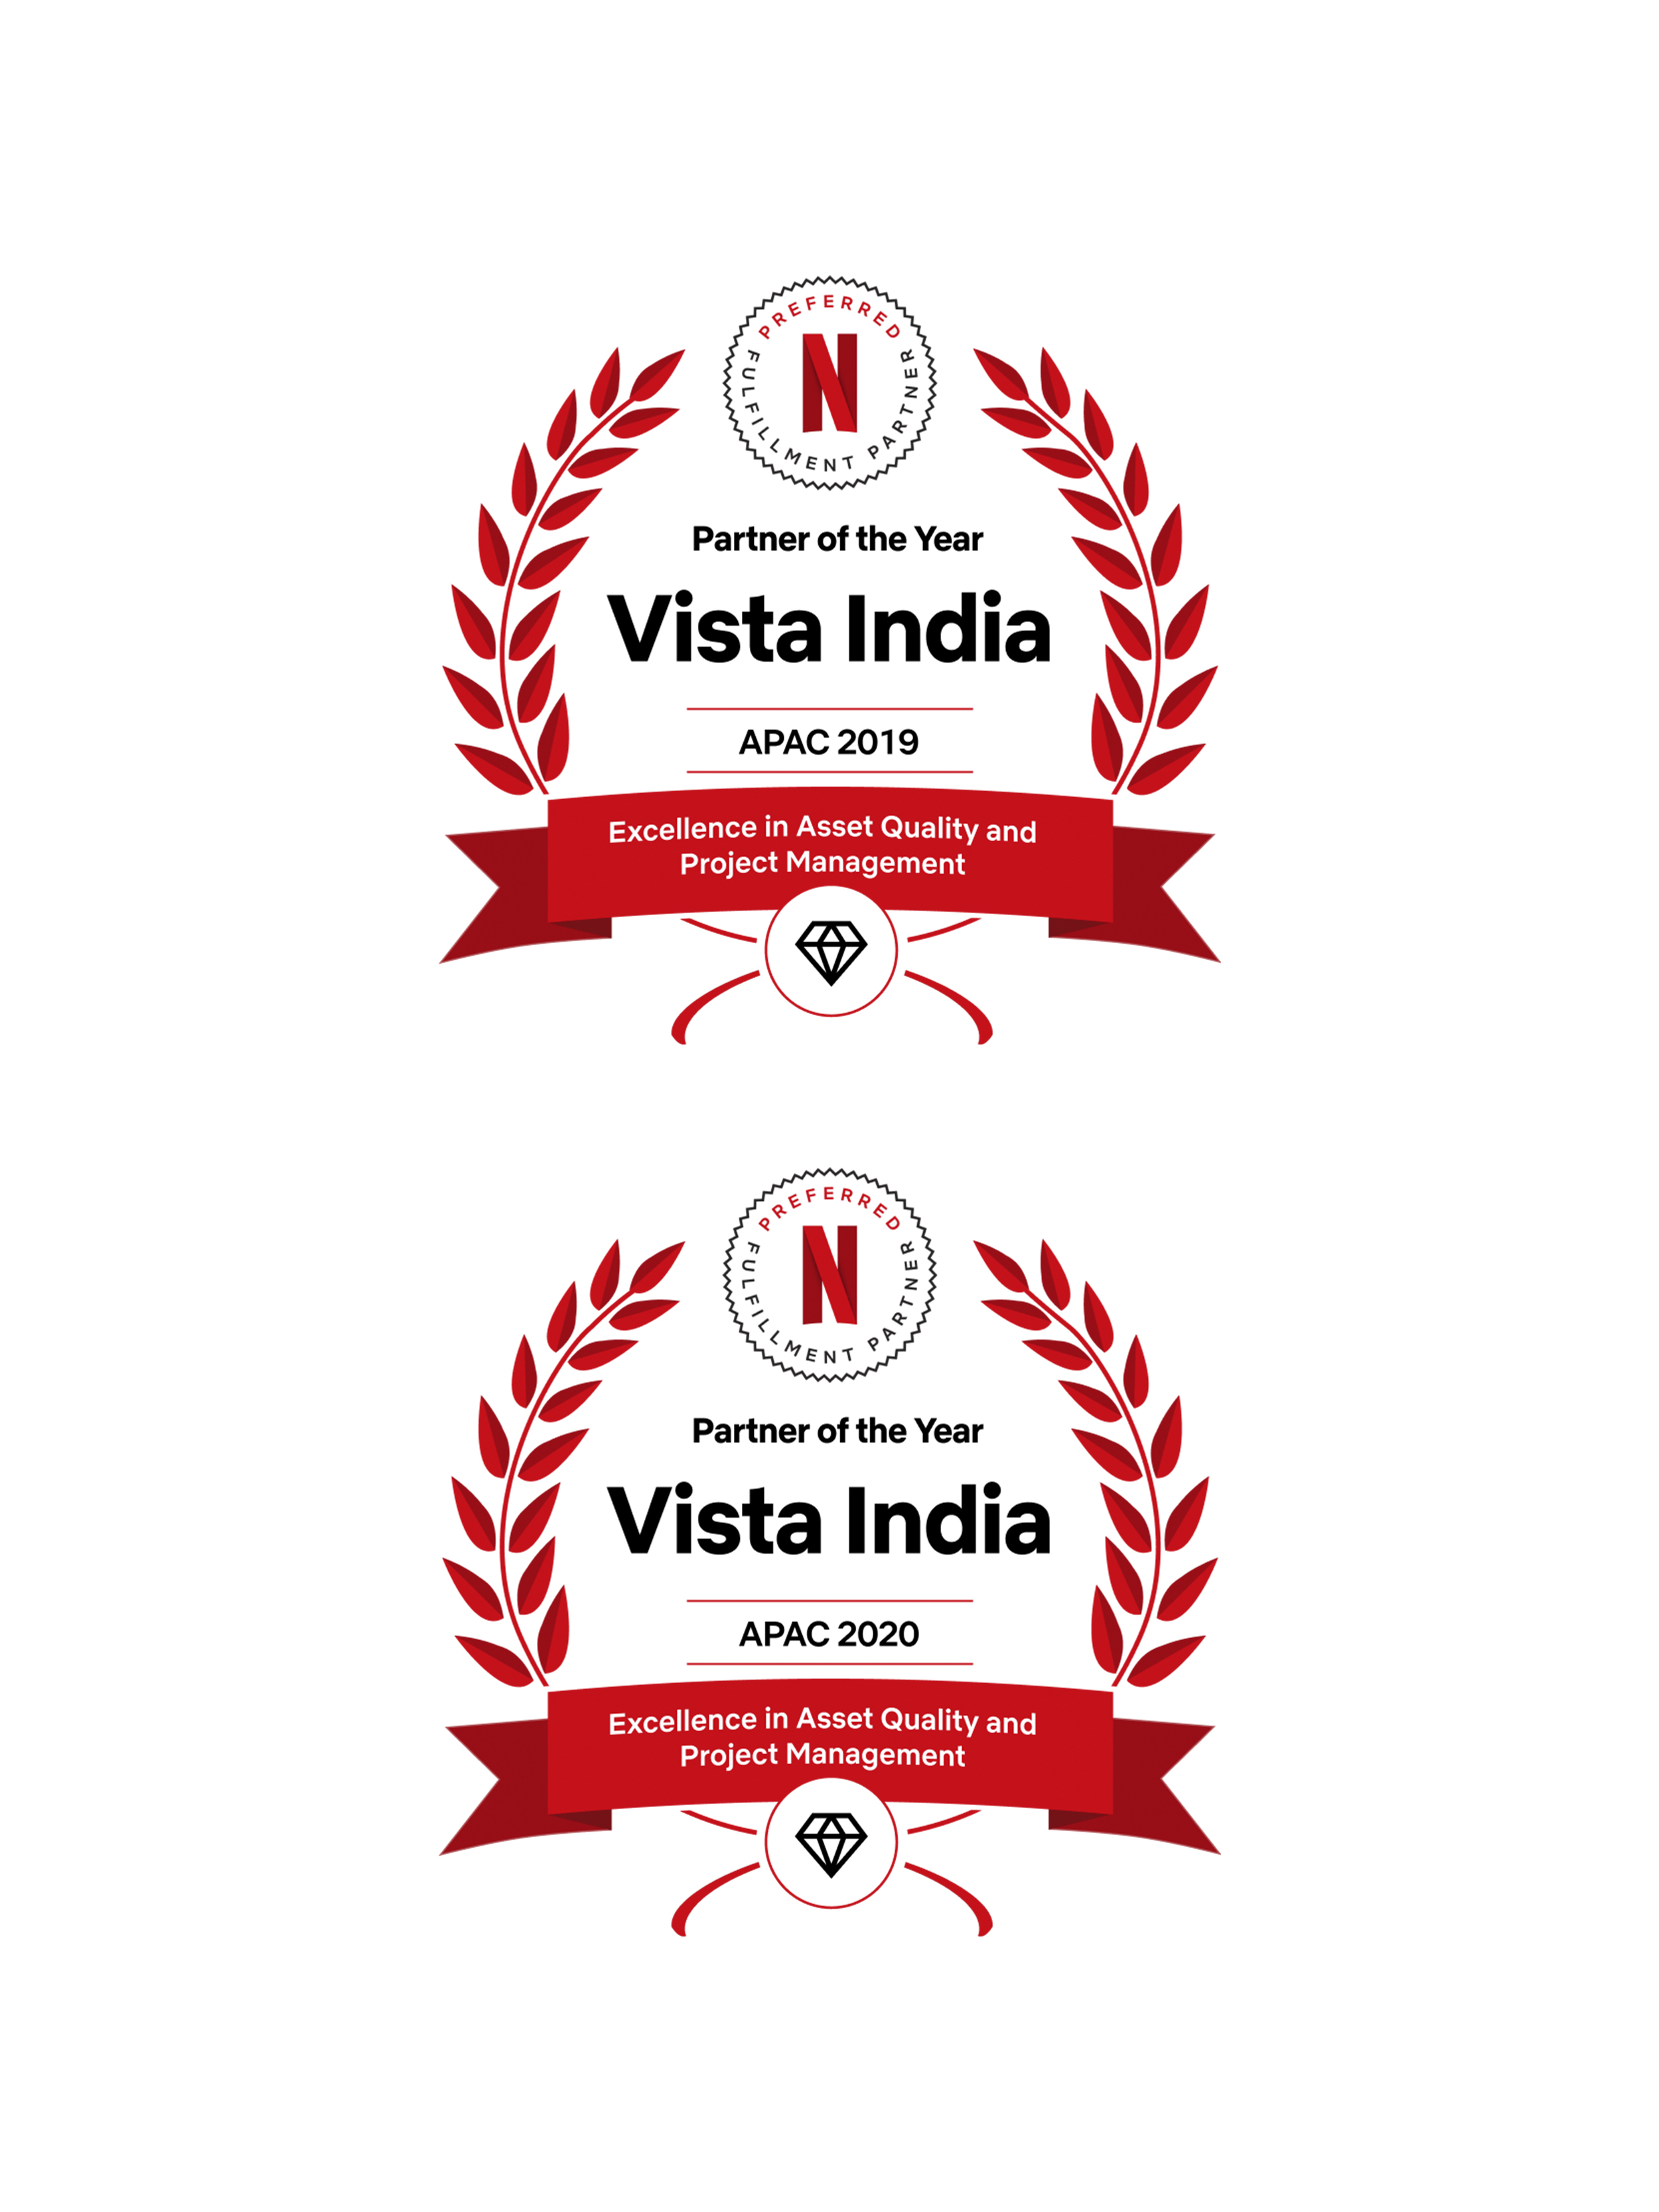 PREFERRED
N
FULFILLMENT PARTNER
Partner of the Year
Vista India
APAC 2019
Excellence in Asset Quality and
Project Management
PREFERRED
N
FULFILLMENT PARTNER
Partner of the Year
Vista India
APAC 2020
Excellence in Asset Quality and
Project Management